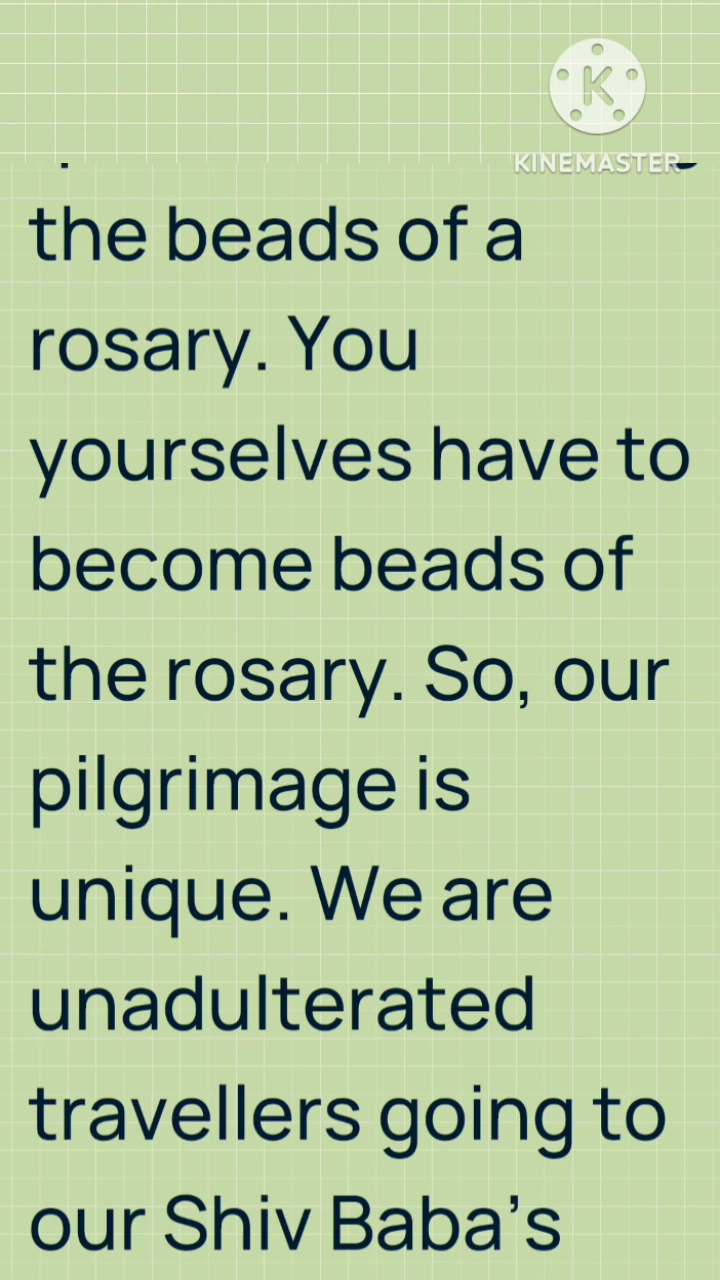 KINEMASTER
the beads of a
rosary. You
yourselves have to
become beads of
the rosary. So, our
pilgrimage is
unique. We are
unadulterated
travellers going to
our Shiv Baba’s